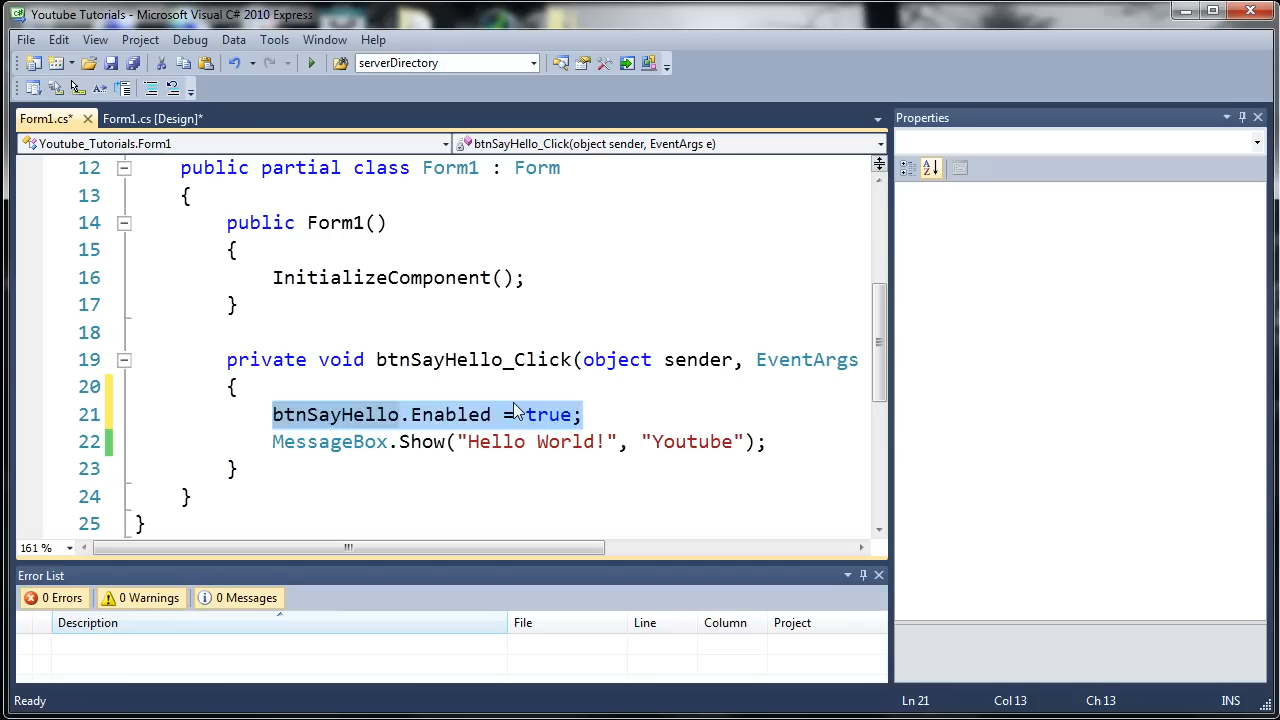 Youtube Tutorials - Microsoft Visual C# 2010 Express
File Edit View Project Debug Data Tools Window Help
serverDirectory
Form1.cs* Form1.cs [Design]* Properties
Youtube_Tutorials.Form1 btnSayHello_Click(object sender, EventArgs e)
12 public partial class Form1 : Form
13 {
14 public Form1()
15 {
16 InitializeComponent();
17 }
18
19 private void btnSayHello_Click(object sender, EventArgs
20 {
21 btnSayHello.Enabled = true;
22 MessageBox.Show("Hello World!", "Youtube");
23 }
24 }
25 }
161 %
Error List
0 Errors 0 Warnings 0 Messages
Description File Line Column Project
Ready Ln 21 Col 13 Ch 13 INS